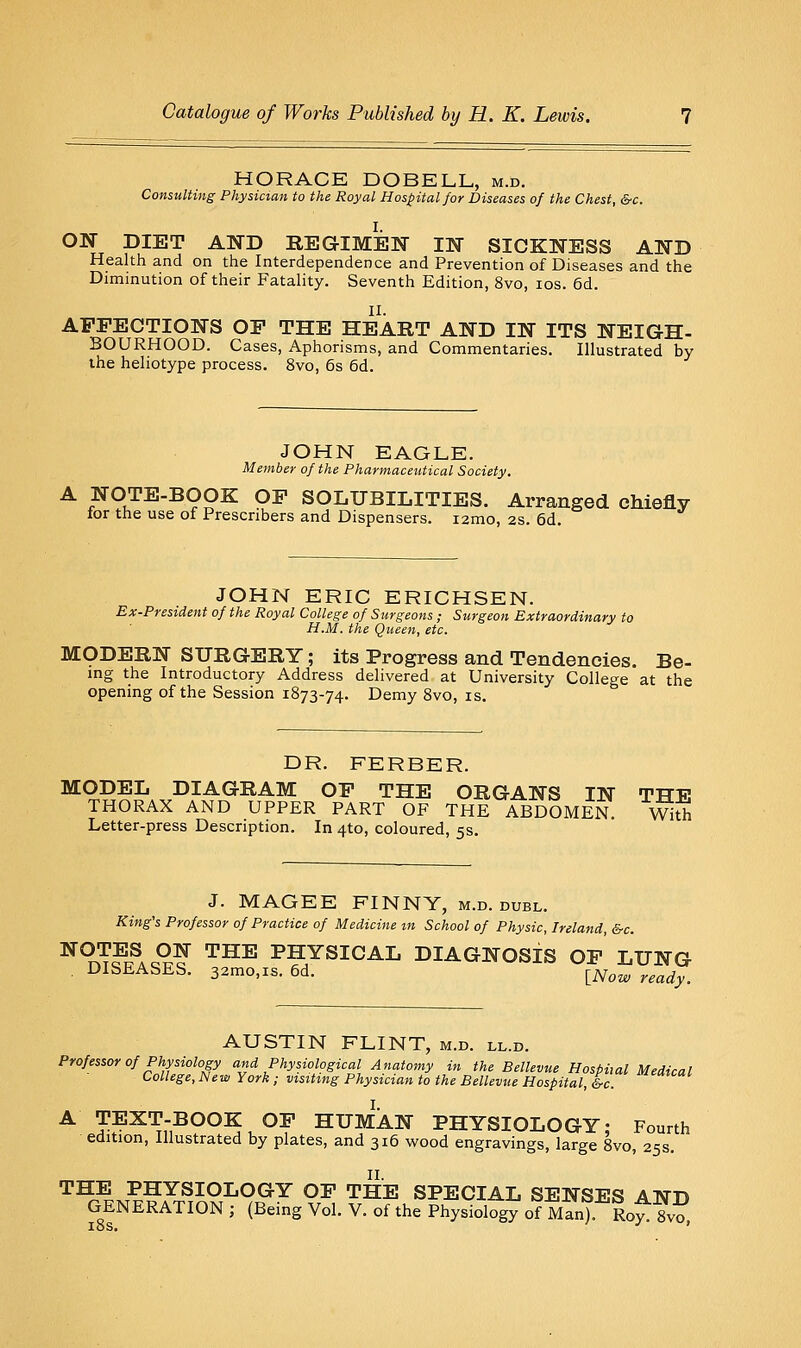 Catalogue of Works Published by H. K. Lewis. 7
HORACE DOBELL, M.D.
Consulting Physician to the Royal Hospital for Diseases of the Chest, &c.
I.
ON DIET AND REGIMEN IN SICKNESS AND
Health and on the Interdependence and Prevention of Diseases and the
Diminution of their Fatality. Seventh Edition, 8vo, 10s. 6d.
II.
AFFECTIONS OF THE HEART AND IN ITS NEIGH-
BOURHOOD. Cases, Aphorisms, and Commentaries. Illustrated by
the heliotype process. 8vo, 6s 6d.
JOHN EAGLE.
Member of the Pharmaceutical Society.
A NOTE-BOOK OF SOLUBILITIES. Arranged chiefly
for the use of Prescribers and Dispensers. 12mo, 2s. 6d.
JOHN ERIC ERICHSEN.
Ex-President of the Royal College of Surgeons; Surgeon Extraordinary to
H.M. the Queen, etc.
MODERN SURGERY; its Progress and Tendencies. Be-
ing the Introductory Address delivered at University College at the
opening of the Session 1873-74. Demy 8vo, 1s.
DR. FERBER.
MODEL DIAGRAM OF THE ORGANS IN THE
THORAX AND UPPER PART OF THE ABDOMEN. With
Letter-press Description. In 4to, coloured, 5s.
J. MAGEE FINNY, M.D. DUBL.
King's Professor of Practice of Medicine in School of Physic, Ireland, &c.
NOTES ON THE PHYSICAL DIAGNOSIS OF LUNG
DISEASES. 32mo,1s. 6d. [Now ready.
AUSTIN FLINT, M.D. LL.D.
Professor of Physiology and Physiological Anatomy in the Bellevue Hospital Medical
College, New York; visiting Physician to the Bellevue Hospital, &c.
I.
A TEXT-BOOK OF HUMAN PHYSIOLOGY; Fourth
edition, Illustrated by plates, and 316 wood engravings, large 8vo, 25s.
II.
THE PHYSIOLOGY OF THE SPECIAL SENSES AND
GENERATION; (Being Vol. V. of the Physiology of Man). Roy. 8vo,
18s.